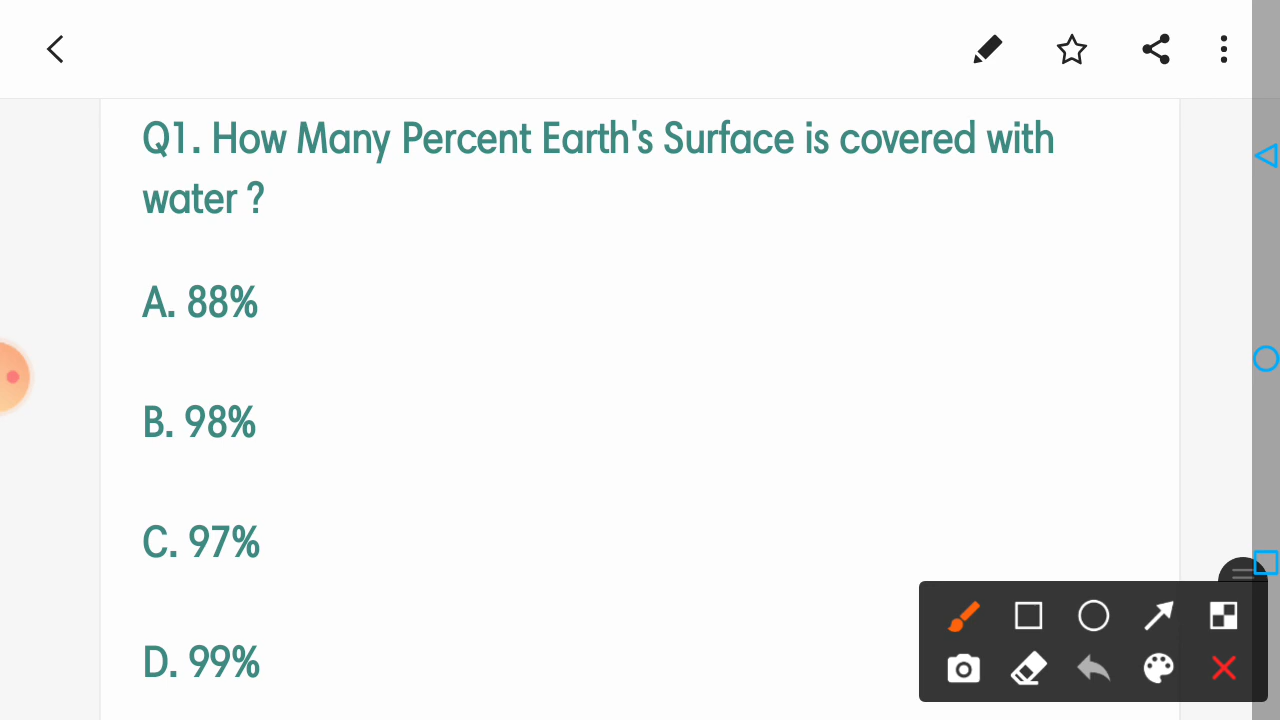 Q1. How Many Percent Earth's Surface is covered with
water ?
A. 88%
B. 98%
C. 97%
D. 99%